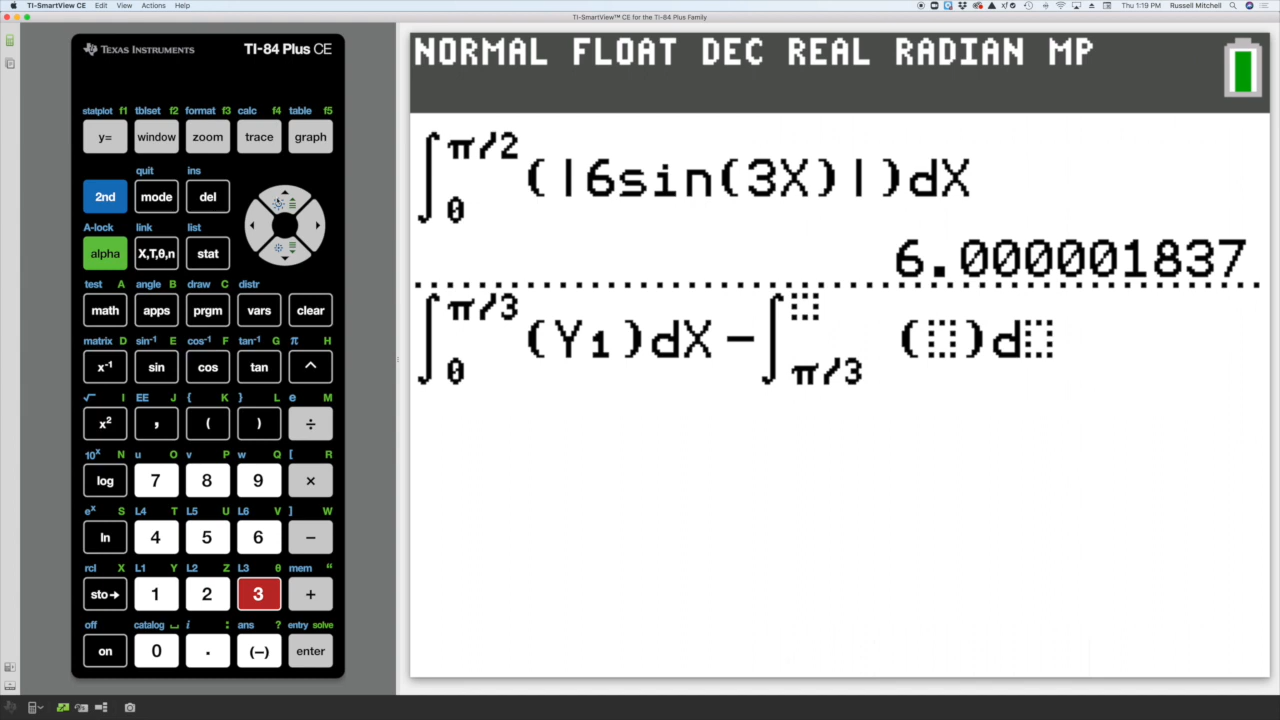 TI-SmartView CE Edit View Actions Help Thu 1:19 PM Russell Mitchell
TI-SmartView™ CE for the TI-84 Plus Family
TEXAS INSTRUMENTS TI-84 Plus CE
statplot f1 tblset f2 format f3 calc f4 table f5
y= window zoom trace graph
quit ins
2nd mode del
A-lock link list
alpha X,T,θ,n stat
test A angle B draw C distr
math apps prgm vars clear
matrix D sin⁻¹ E cos⁻¹ F tan⁻¹ G π H
x⁻¹ sin cos tan ^
√ I EE J { K } L e M
x² , ( ) ÷
10ˣ N u O v P w Q [ R
log 7 8 9 ×
eˣ S L4 T L5 U L6 V ] W
ln 4 5 6 −
rcl X L1 Y L2 Z L3 θ mem “
sto→ 1 2 3 +
off catalog ⎵ i : ans ? entry solve
on 0 . (−) enter
NORMAL FLOAT DEC REAL RADIAN MP
∫₀^π/2 (|6sin(3X)|)dX
6.000001837
∫₀^π/3 (Y₁)dX−∫π/3^⬚ (⬚)d⬚